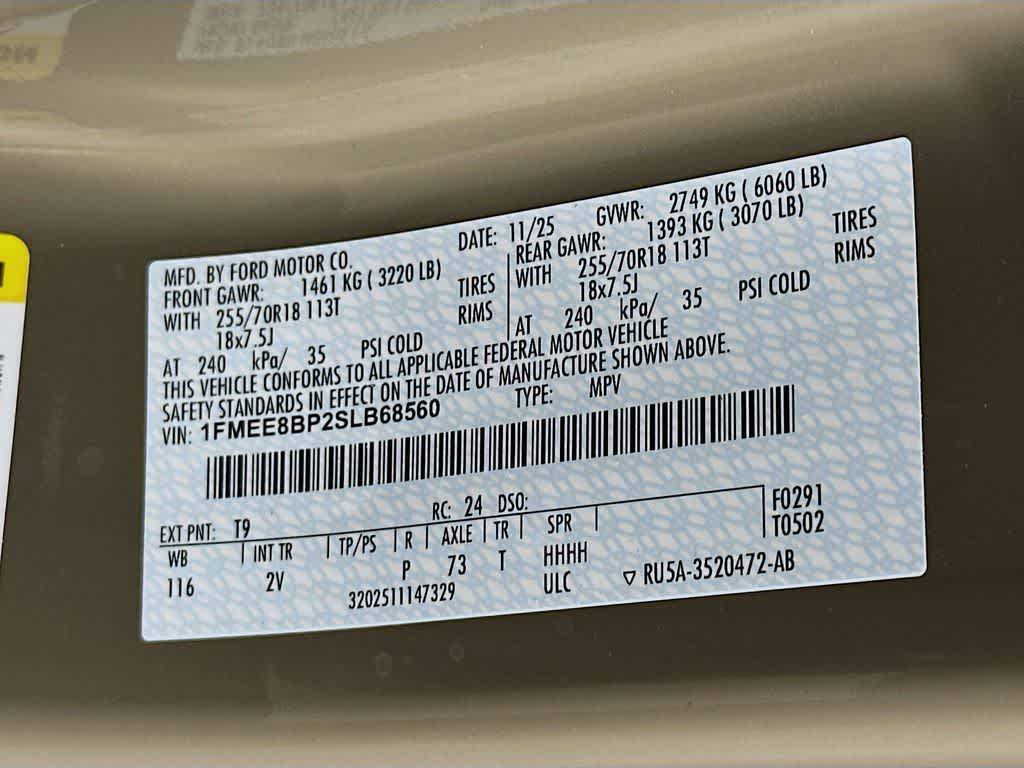 MFD. BY FORD MOTOR CO.
DATE: 11/25 GVWR: 2749 KG ( 6060 LB)
FRONT GAWR: 1461 KG ( 3220 LB)
REAR GAWR: 1393 KG ( 3070 LB)
WITH 255/70R18 113T TIRES
WITH 255/70R18 113T TIRES
18x7.5J RIMS
18x7.5J RIMS
AT 240 kPa/ 35 PSI COLD
AT 240 kPa/ 35 PSI COLD
THIS VEHICLE CONFORMS TO ALL APPLICABLE FEDERAL MOTOR VEHICLE
SAFETY STANDARDS IN EFFECT ON THE DATE OF MANUFACTURE SHOWN ABOVE.
VIN: 1FMEE8BP2SLB68560 TYPE: MPV
EXT PNT: T9 RC: 24 DSO: F0291
WB INT TR TP/PS R AXLE TR SPR T0502
116 2V P 73 T HHHH
3202511147329 ULC RU5A-3520472-AB